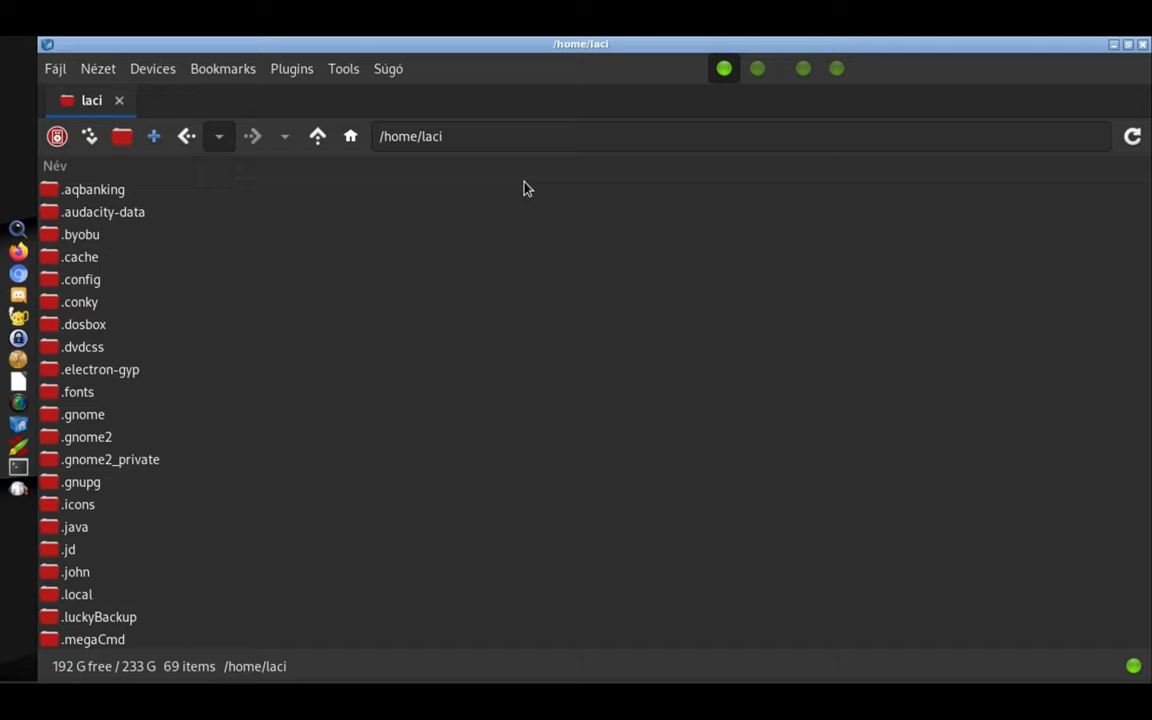 /home/laci
Fájl Nézet Devices Bookmarks Plugins Tools Súgó
laci
/home/laci
Név
.aqbanking
.audacity-data
.byobu
.cache
.config
.conky
.dosbox
.dvdcss
.electron-gyp
.fonts
.gnome
.gnome2
.gnome2_private
.gnupg
.icons
.java
.jd
.john
.local
.luckyBackup
.megaCmd
192 G free / 233 G 69 items /home/laci